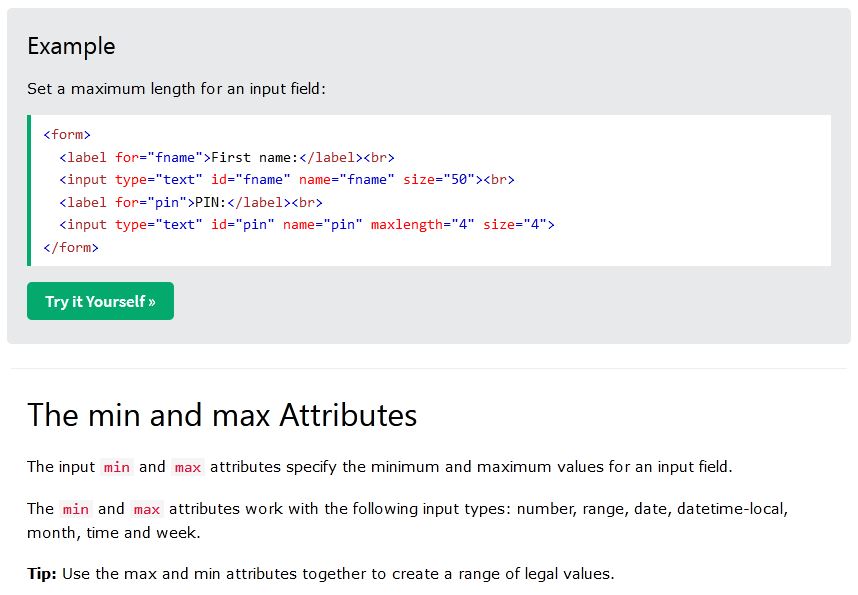 Example
Set a maximum length for an input field:
<form>
  <label for="fname">First name:</label><br>
  <input type="text" id="fname" name="fname" size="50"><br>
  <label for="pin">PIN:</label><br>
  <input type="text" id="pin" name="pin" maxlength="4" size="4">
</form>
Try it Yourself »
The min and max Attributes
The input min and max attributes specify the minimum and maximum values for an input field.
The min and max attributes work with the following input types: number, range, date, datetime-local,
month, time and week.
Tip: Use the max and min attributes together to create a range of legal values.